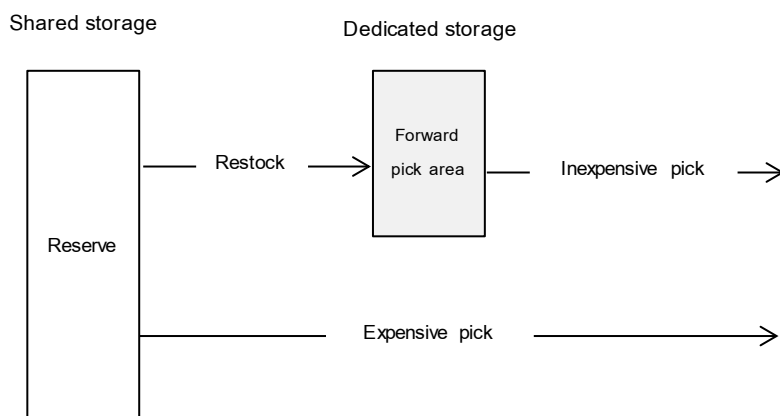 Shared storage
Dedicated storage
Forward
pick area
Restock
Inexpensive pick
Reserve
Expensive pick